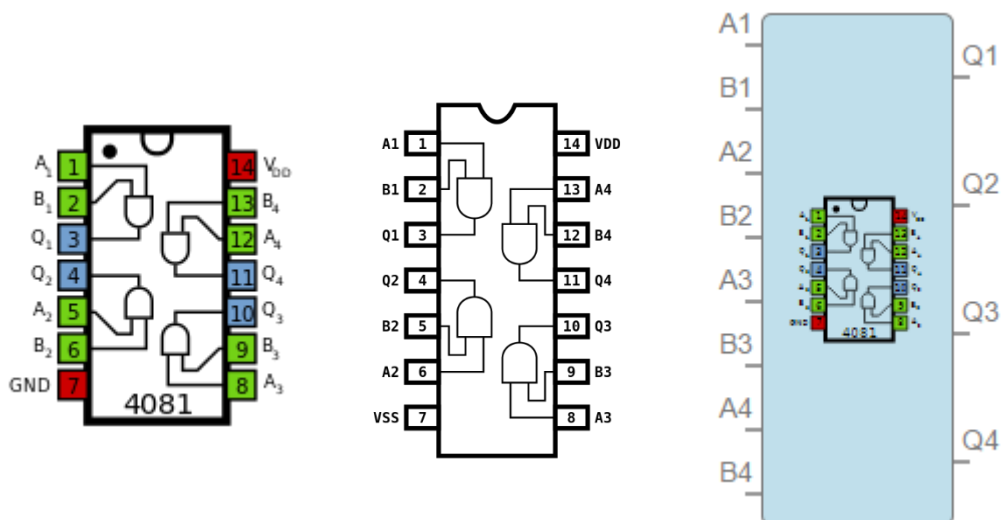 A1 1 14 VDD
B1 2 13 B4
Q1 3 12 A4
Q2 4 11 Q4
A2 5 10 Q3
B2 6 9 B3
GND 7 8 A3
4081
A1 1 14 VDD
B1 2 13 A4
Q1 3 12 B4
Q2 4 11 Q4
B2 5 10 Q3
A2 6 9 B3
VSS 7 8 A3
A1
Q1
B1
A2
Q2
B2
A3
Q3
B3
A4
Q4
B4
GND
4081